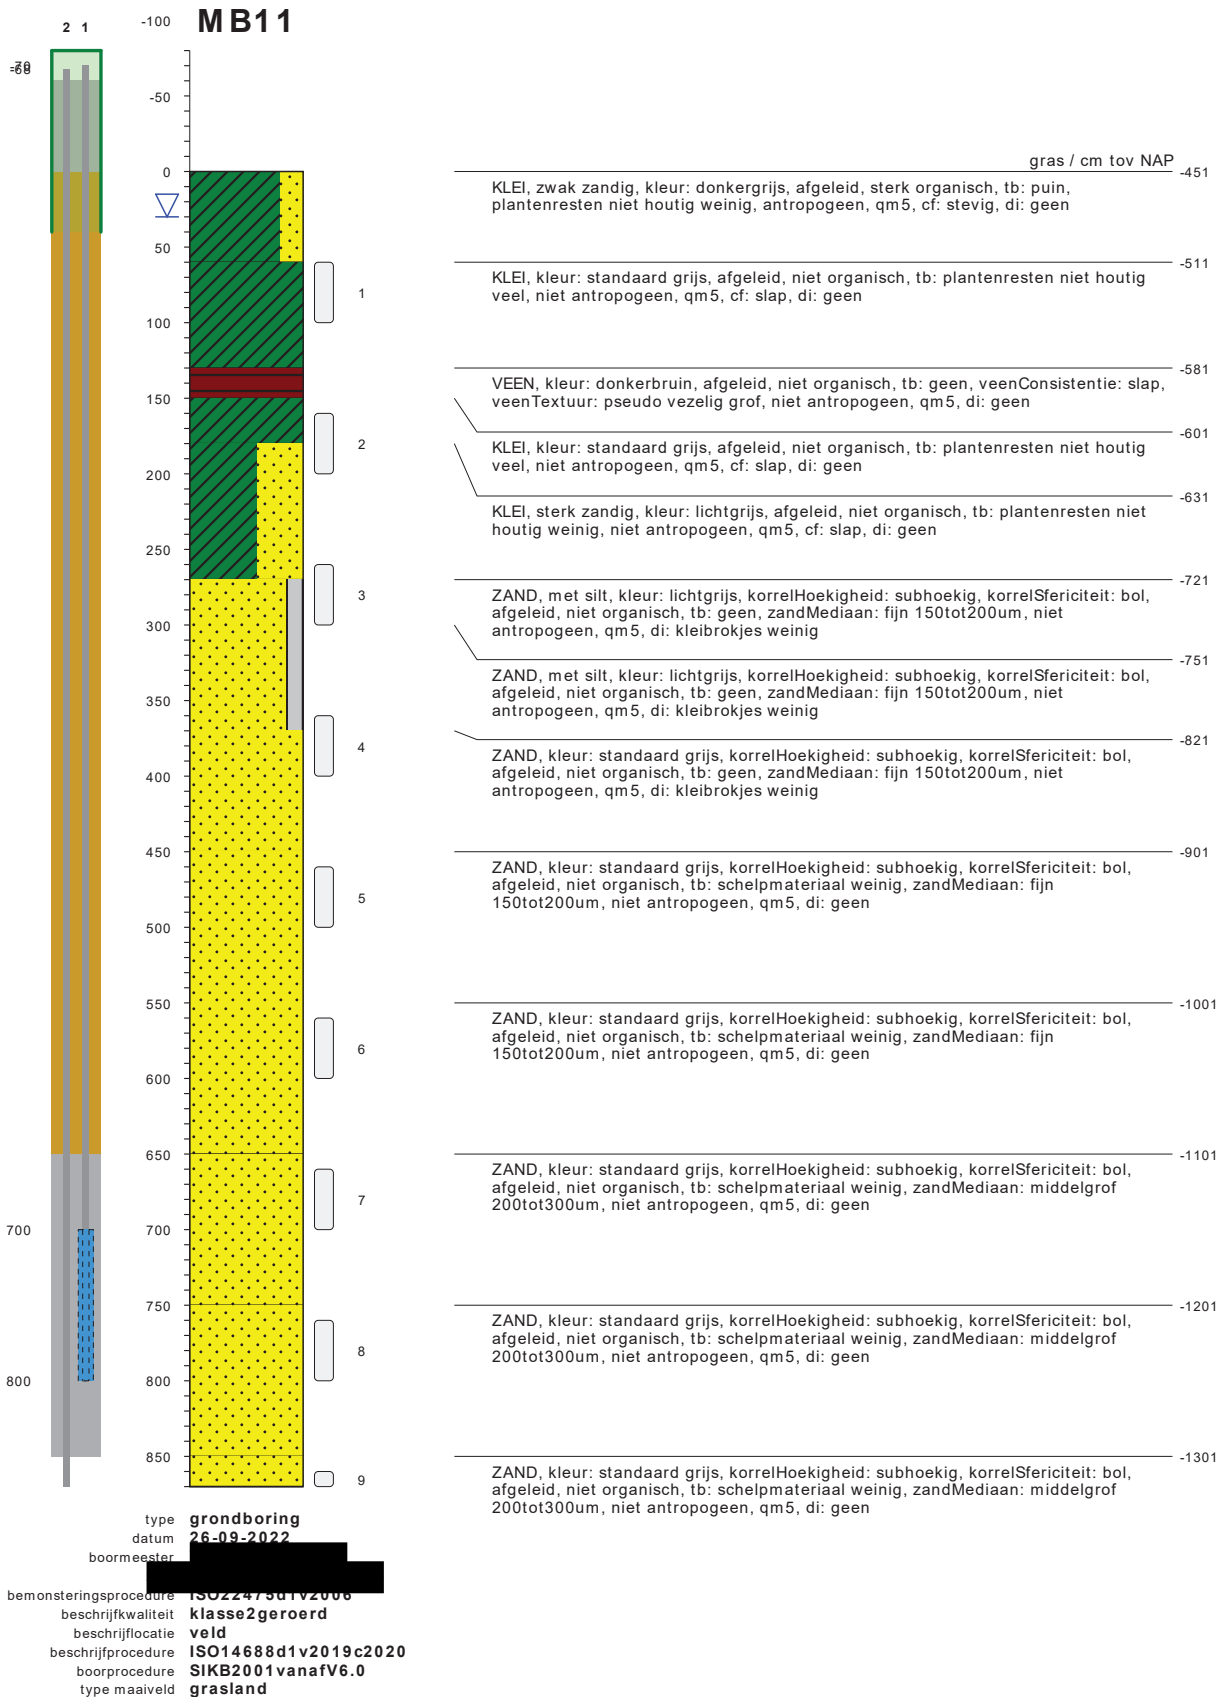 2 1
-100
MB11
-70
-68
-50
0
50
100
150
200
250
300
350
400
450
500
550
600
650
700
750
800
850
700
800
1
2
3
4
5
6
7
8
9
gras / cm tov NAP
-451
KLEI, zwak zandig, kleur: donkergrijs, afgeleid, sterk organisch, tb: puin,
plantenresten niet houtig weinig, antropogeen, qm5, cf: stevig, di: geen
-511
KLEI, kleur: standaard grijs, afgeleid, niet organisch, tb: plantenresten niet houtig
veel, niet antropogeen, qm5, cf: slap, di: geen
-581
VEEN, kleur: donkerbruin, afgeleid, niet organisch, tb: geen, veenConsistentie: slap,
veenTextuur: pseudo vezelig grof, niet antropogeen, qm5, di: geen
-601
KLEI, kleur: standaard grijs, afgeleid, niet organisch, tb: plantenresten niet houtig
veel, niet antropogeen, qm5, cf: slap, di: geen
-631
KLEI, sterk zandig, kleur: lichtgrijs, afgeleid, niet organisch, tb: plantenresten niet
houtig weinig, niet antropogeen, qm5, cf: slap, di: geen
-721
ZAND, met silt, kleur: lichtgrijs, korrelHoekigheid: subhoekig, korrelSfericiteit: bol,
afgeleid, niet organisch, tb: geen, zandMediaan: fijn 150tot200um, niet
antropogeen, qm5, di: kleibrokjes weinig
-751
ZAND, met silt, kleur: lichtgrijs, korrelHoekigheid: subhoekig, korrelSfericiteit: bol,
afgeleid, niet organisch, tb: geen, zandMediaan: fijn 150tot200um, niet
antropogeen, qm5, di: kleibrokjes weinig
-821
ZAND, kleur: standaard grijs, korrelHoekigheid: subhoekig, korrelSfericiteit: bol,
afgeleid, niet organisch, tb: geen, zandMediaan: fijn 150tot200um, niet
antropogeen, qm5, di: kleibrokjes weinig
-901
ZAND, kleur: standaard grijs, korrelHoekigheid: subhoekig, korrelSfericiteit: bol,
afgeleid, niet organisch, tb: schelpmateriaal weinig, zandMediaan: fijn
150tot200um, niet antropogeen, qm5, di: geen
-1001
ZAND, kleur: standaard grijs, korrelHoekigheid: subhoekig, korrelSfericiteit: bol,
afgeleid, niet organisch, tb: schelpmateriaal weinig, zandMediaan: fijn
150tot200um, niet antropogeen, qm5, di: geen
-1101
ZAND, kleur: standaard grijs, korrelHoekigheid: subhoekig, korrelSfericiteit: bol,
afgeleid, niet organisch, tb: schelpmateriaal weinig, zandMediaan: middelgrof
200tot300um, niet antropogeen, qm5, di: geen
-1201
ZAND, kleur: standaard grijs, korrelHoekigheid: subhoekig, korrelSfericiteit: bol,
afgeleid, niet organisch, tb: schelpmateriaal weinig, zandMediaan: middelgrof
200tot300um, niet antropogeen, qm5, di: geen
-1301
ZAND, kleur: standaard grijs, korrelHoekigheid: subhoekig, korrelSfericiteit: bol,
afgeleid, niet organisch, tb: schelpmateriaal weinig, zandMediaan: middelgrof
200tot300um, niet antropogeen, qm5, di: geen
type grondboring
datum 26-09-2022
boormeester
bemonsteringsprocedure ISO22475d1v2006
beschrijfkwaliteit klasse2geroerd
beschrijflocatie veld
beschrijfprocedure ISO14688d1v2019c2020
boorprocedure SIKB2001vanafV6.0
type maaiveld grasland